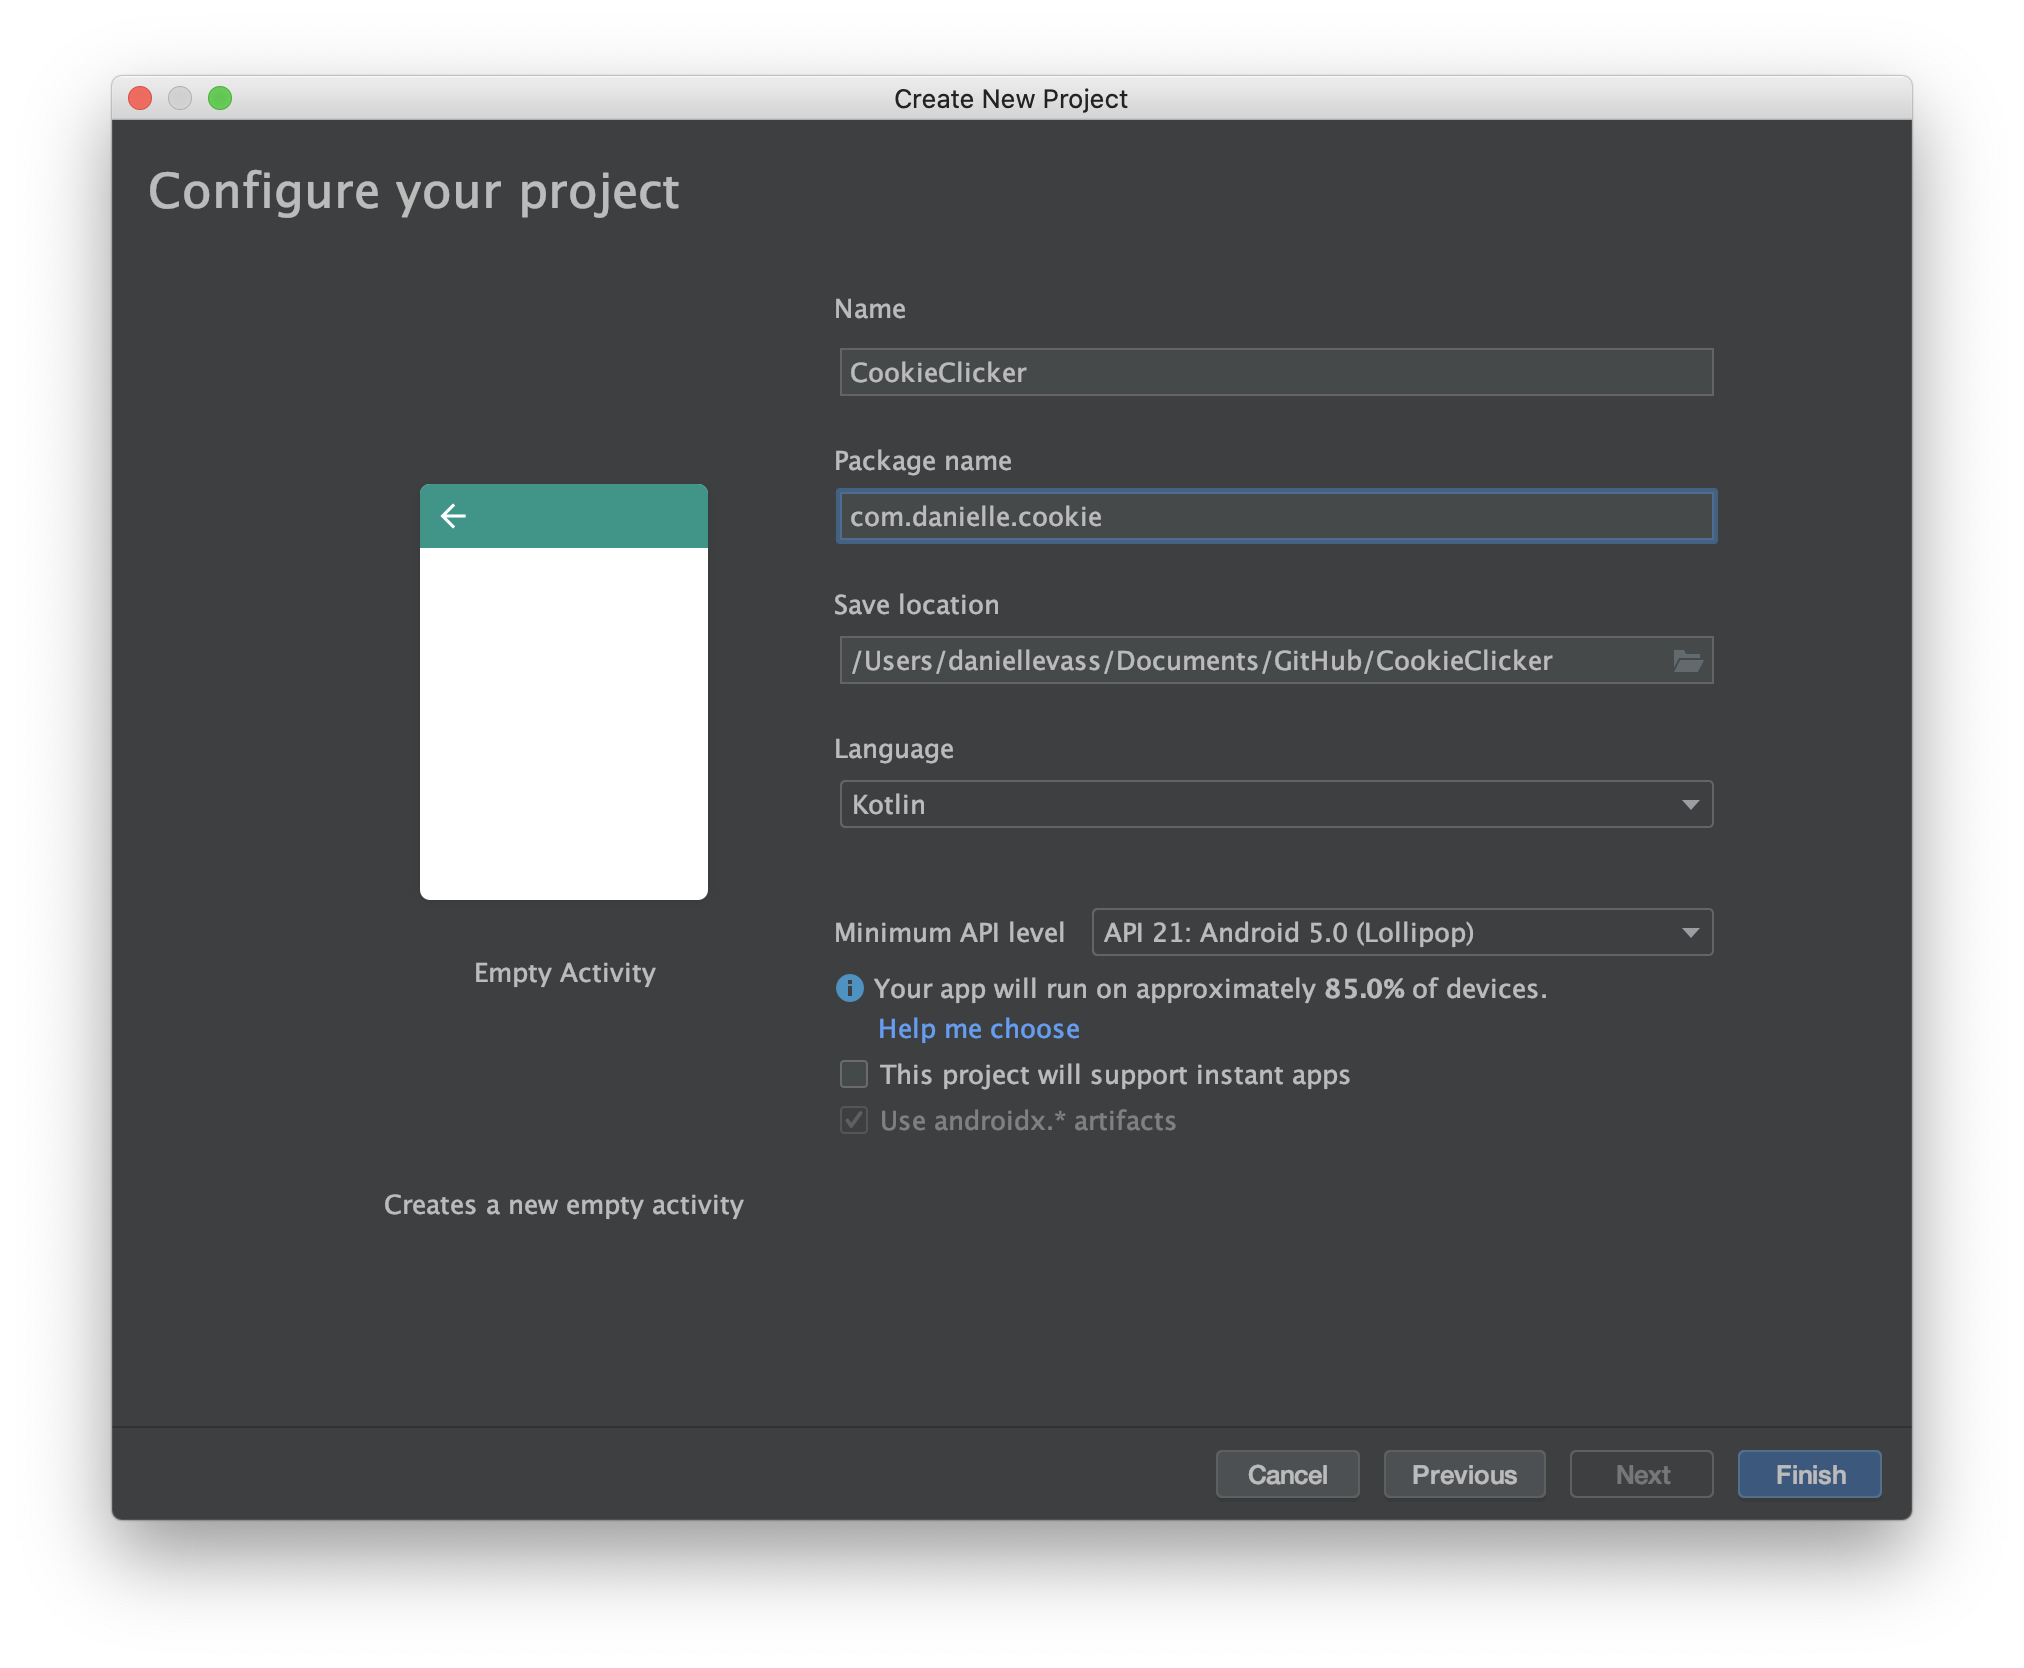 Create New Project
Configure your project
Name
CookieClicker
Package name
com.danielle.cookie
Save location
/Users/daniellevass/Documents/GitHub/CookieClicker
Language
Kotlin
Minimum API level API 21: Android 5.0 (Lollipop)
Your app will run on approximately 85.0% of devices.
Help me choose
This project will support instant apps
Use androidx.* artifacts
Empty Activity
Creates a new empty activity
Cancel Previous Next Finish